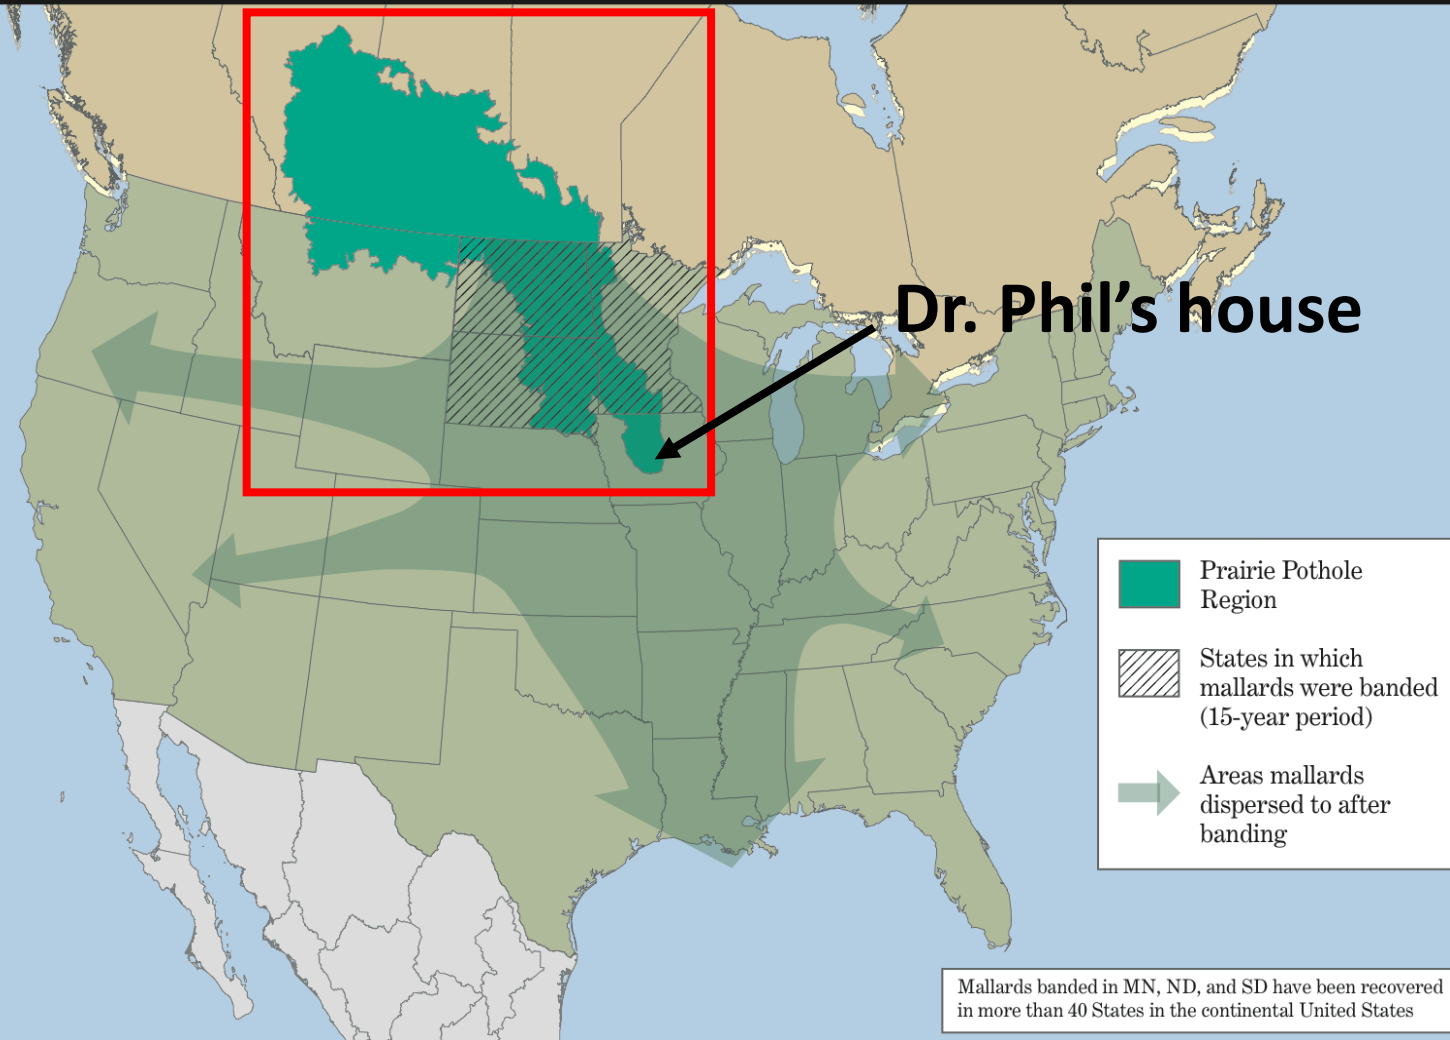 Dr. Phil’s house
Prairie Pothole
Region
States in which
mallards were banded
(15-year period)
Areas mallards
dispersed to after
banding
Mallards banded in MN, ND, and SD have been recovered
in more than 40 States in the continental United States